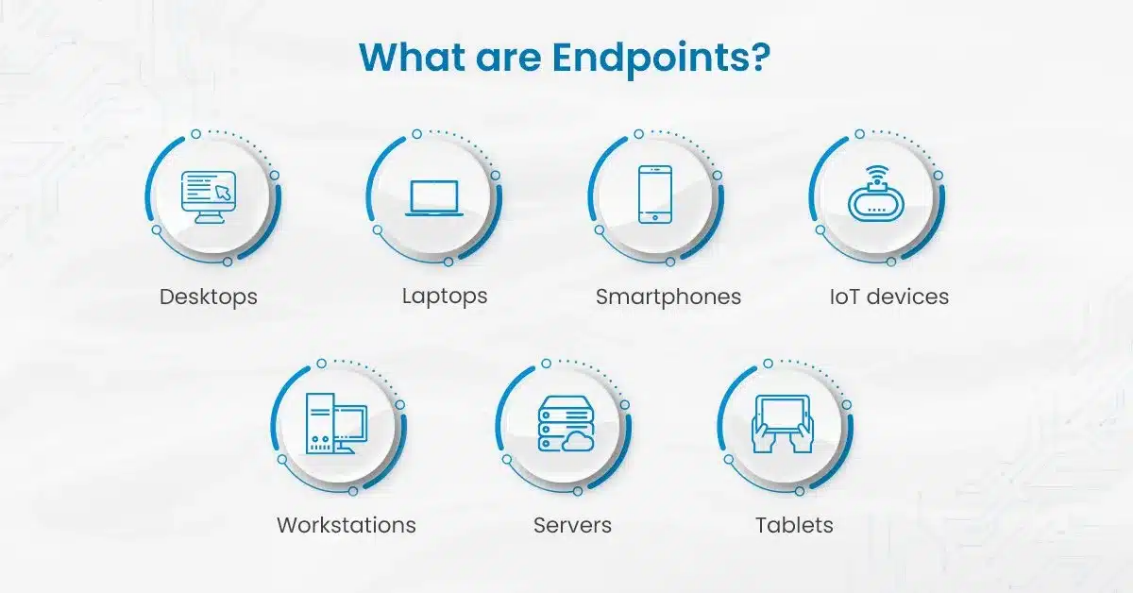 What are Endpoints?
Desktops
Laptops
Smartphones
IoT devices
Workstations
Servers
Tablets